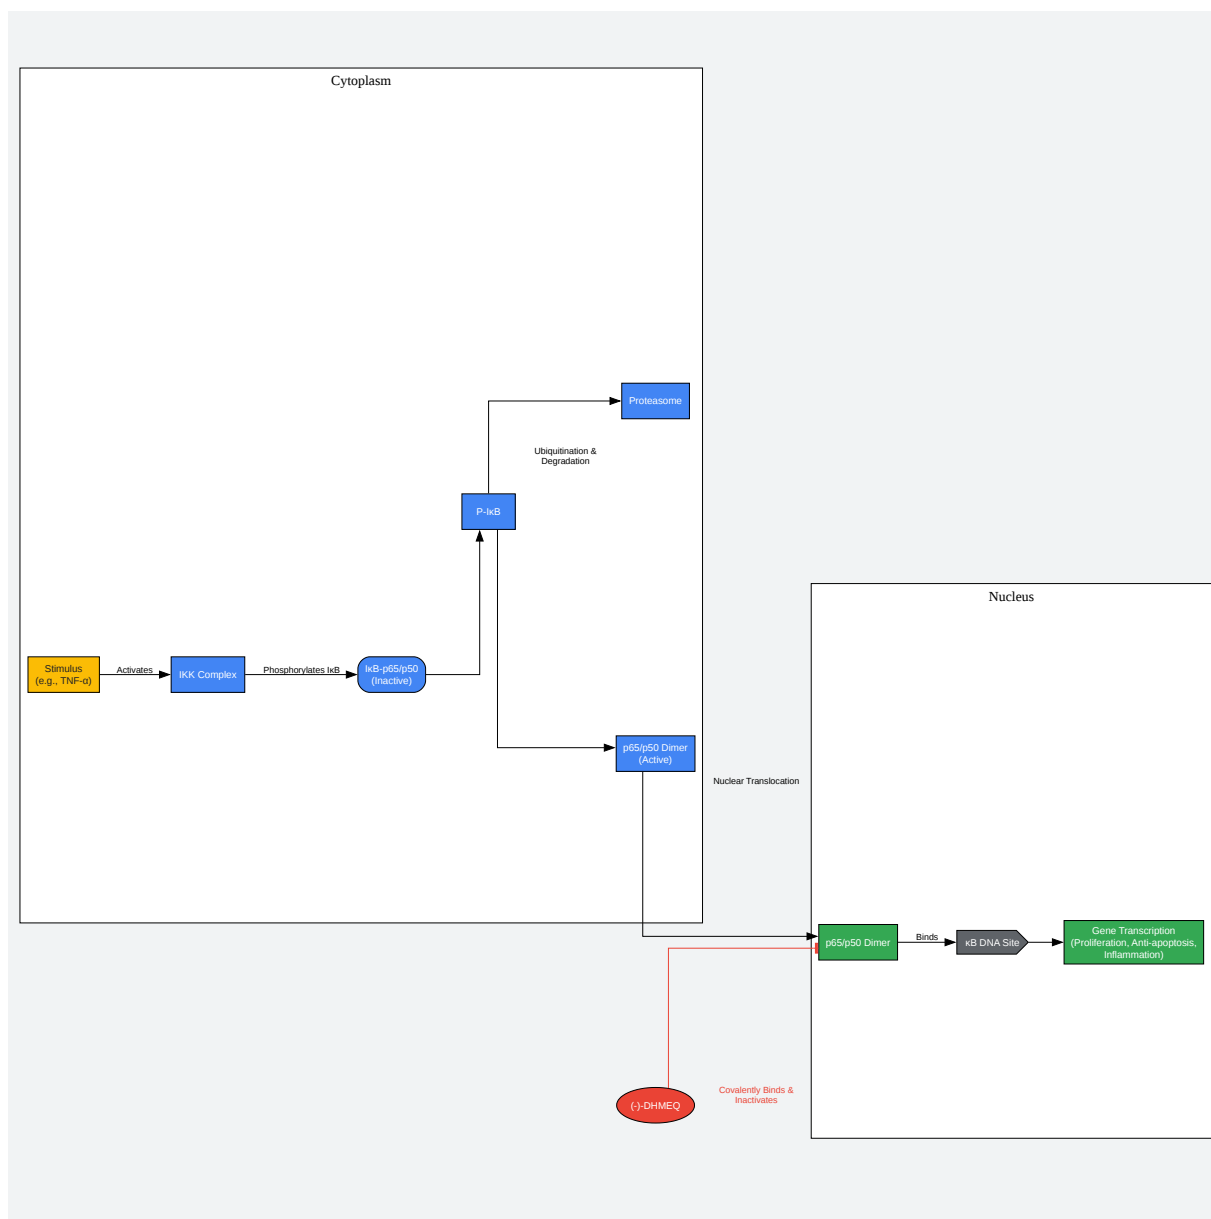 Cytoplasm
Proteasome
Ubiquitination &
Degradation
P-IκB
Nucleus
Stimulus
(e.g., TNF-α)
Activates
IKK Complex
Phosphorylates IκB
IκB-p65/p50
(Inactive)
p65/p50 Dimer
(Active)
Nuclear Translocation
p65/p50 Dimer
Binds
κB DNA Site
Gene Transcription
(Proliferation, Anti-apoptosis,
Inflammation)
(-)-DHMEQ
Covalently Binds &
Inactivates